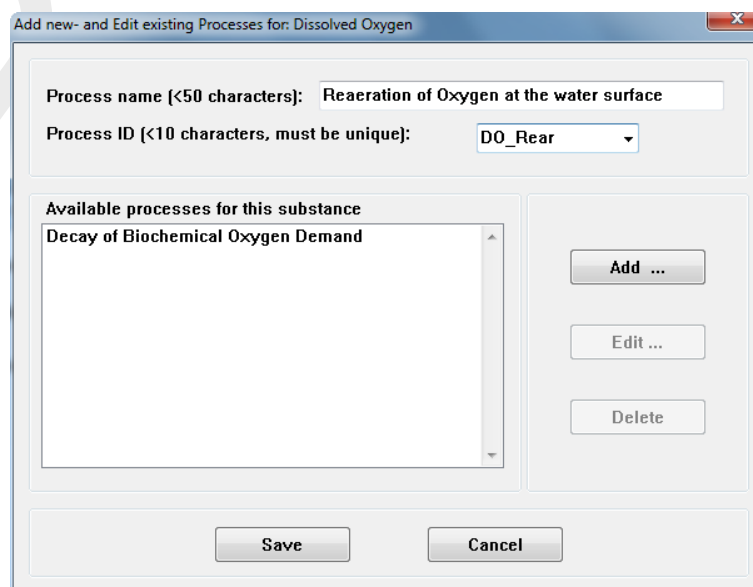 Add new- and Edit existing Processes for: Dissolved Oxygen
Process name (<50 characters): Reaeration of Oxygen at the water surface
Process ID (<10 characters, must be unique): DO_Rear
Available processes for this substance
Decay of Biochemical Oxygen Demand
Add ...
Edit ...
Delete
Save Cancel